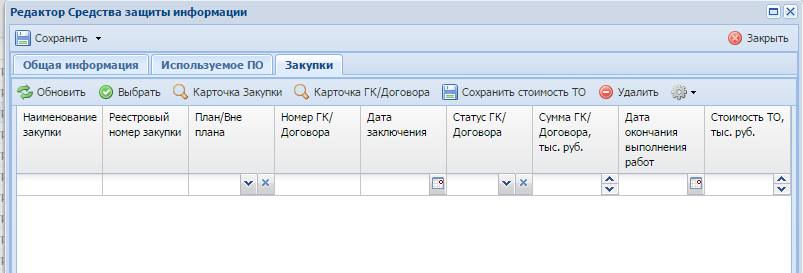 Редактор Средства защиты информации
Сохранить
Закрыть
Общая информация
Используемое ПО
Закупки
Обновить
Выбрать
Карточка Закупки
Карточка ГК/Договора
Сохранить стоимость ТО
Удалить
Наименование
закупки
Реестровый
номер закупки
План/Вне
плана
Номер ГК/
Договора
Дата
заключения
Статус ГК/
Договора
Сумма ГК/
Договора,
тыс. руб.
Дата
окончания
выполнения
работ
Стоимость ТО,
тыс. руб.